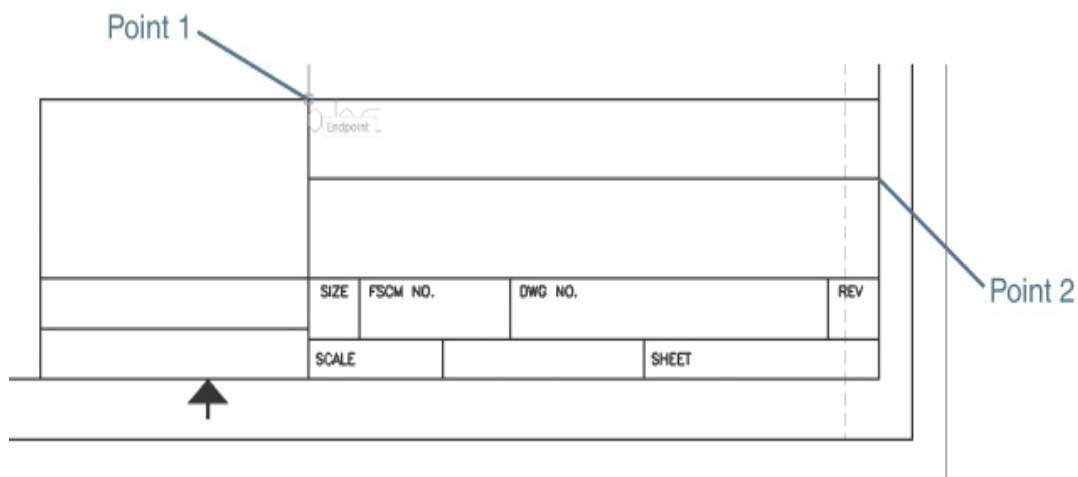 Point 1
Endpoint
Point 2
SIZE FSCM NO. DWG NO. REV
SCALE SHEET